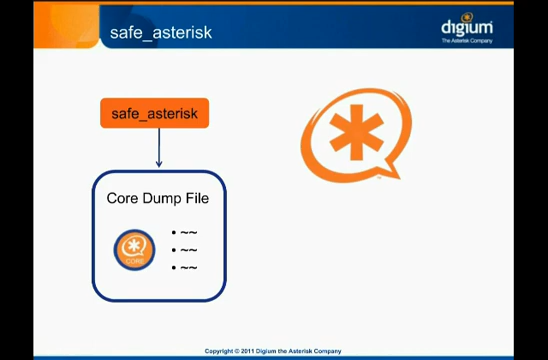 safe_asterisk
digium
The Asterisk Company
safe_asterisk
Core Dump File
CORE
• ~~
• ~~
• ~~
Copyright © 2011 Digium the Asterisk Company